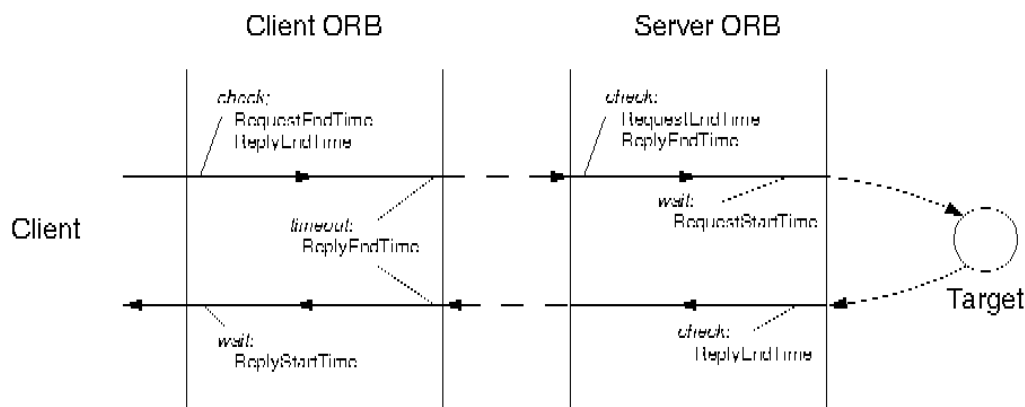 Client ORB
Server ORB
check:
RequestEndTime
ReplyEndTime
check:
RequestEndTime
ReplyEndTime
wait:
RequestStartTime
Client
timeout:
ReplyEndTime
Target
wait:
ReplyStartTime
check:
ReplyEndTime